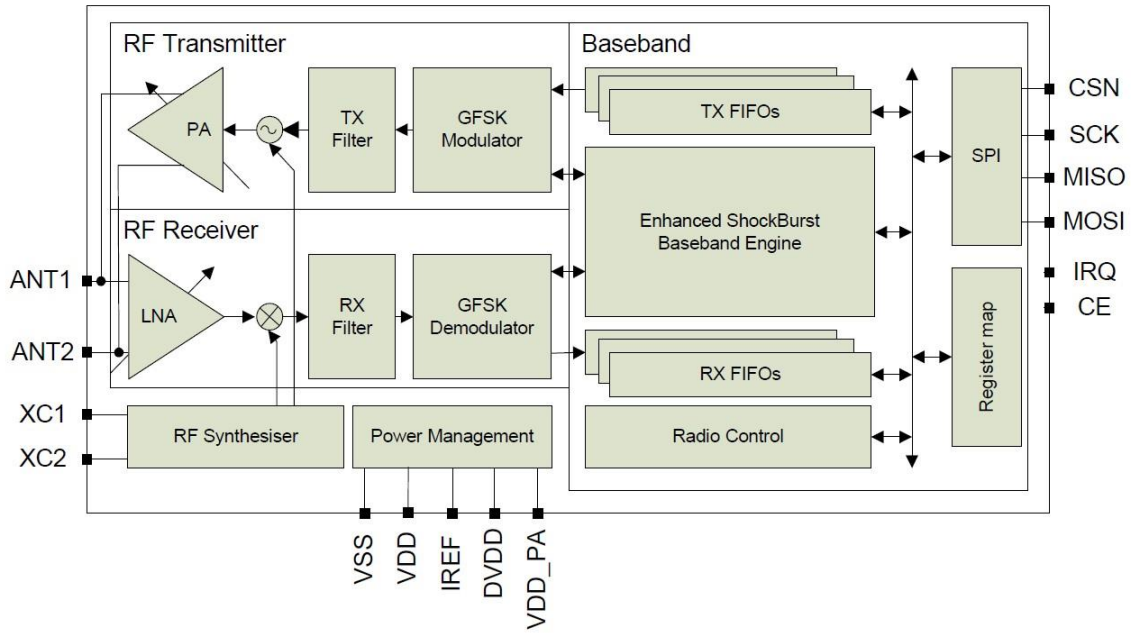 RF Transmitter
Baseband
PA
TX
Filter
GFSK
Modulator
TX FIFOs
SPI
CSN
SCK
MISO
MOSI
Enhanced ShockBurst
Baseband Engine
RF Receiver
ANT1
LNA
RX
Filter
GFSK
Demodulator
IRQ
CE
ANT2
RX FIFOs
Register map
XC1
XC2
RF Synthesiser
Power Management
Radio Control
VSS
VDD
IREF
DVDD
VDD_PA